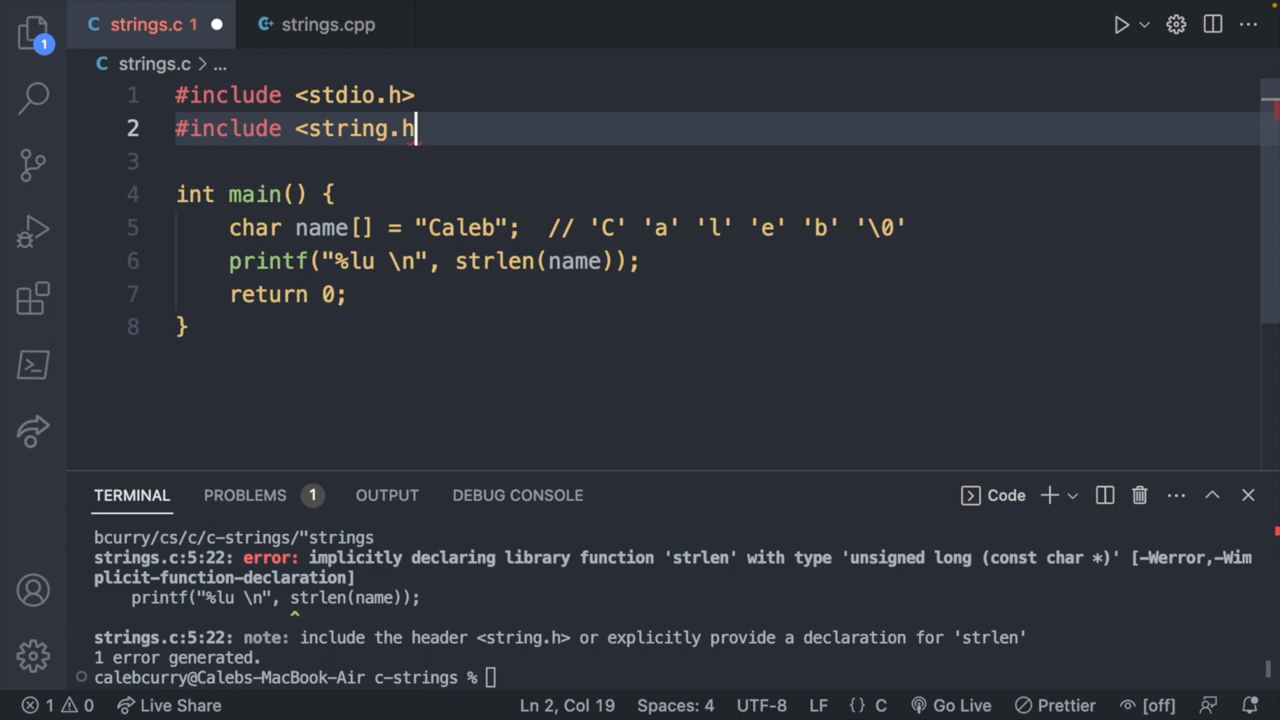 C strings.c 1 strings.cpp
C strings.c > ...
1 #include <stdio.h>
2 #include <string.h
3
4 int main() {
5 char name[] = "Caleb"; // 'C' 'a' 'l' 'e' 'b' '\0'
6 printf("%lu \n", strlen(name));
7 return 0;
8 }
1
TERMINAL PROBLEMS 1 OUTPUT DEBUG CONSOLE Code
bcurry/cs/c/c-strings/"strings
strings.c:5:22: error: implicitly declaring library function 'strlen' with type 'unsigned long (const char *)' [-Werror,-Wim
plicit-function-declaration]
printf("%lu \n", strlen(name));
^
strings.c:5:22: note: include the header <string.h> or explicitly provide a declaration for 'strlen'
1 error generated.
calebcurry@Calebs-MacBook-Air c-strings %
1 0 Live Share Ln 2, Col 19 Spaces: 4 UTF-8 LF {} C Go Live Prettier [off]